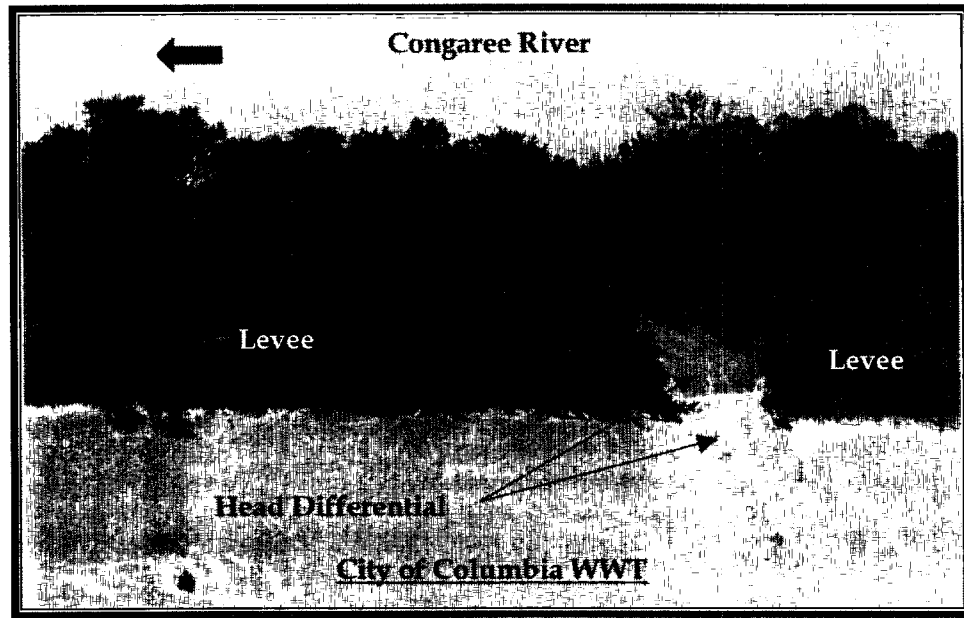 Congaree River
Levee
Levee
Head Differential
City of Columbia WWT